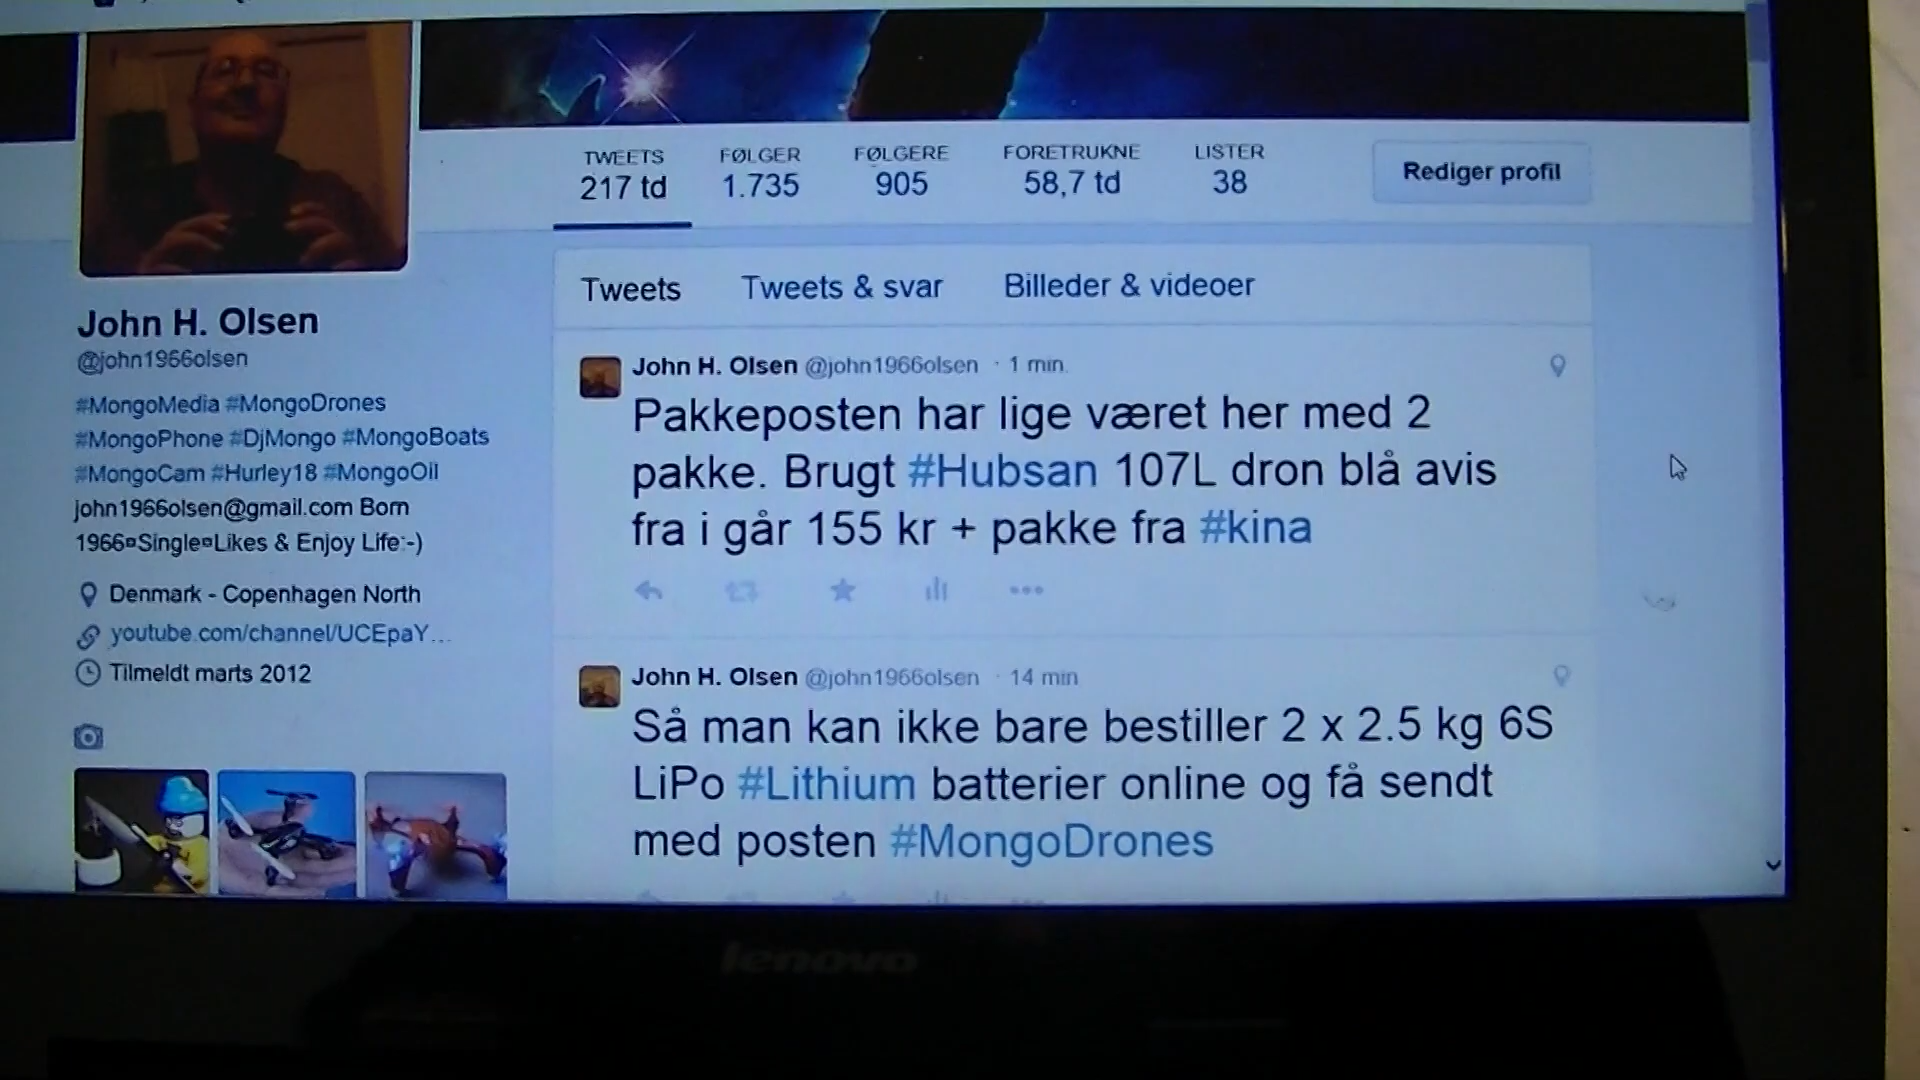 TWEETS FØLGER FØLGERE FORETRUKNE LISTER
217 td 1.735 905 58,7 td 38
Rediger profil
John H. Olsen
@john1966olsen
#MongoMedia #MongoDrones
#MongoPhone #DjMongo #MongoBoats
#MongoCam #Hurley18 #MongoOil
john1966olsen@gmail.com Born
1966¤Single¤Likes & Enjoy Life:-)
Denmark - Copenhagen North
youtube.com/channel/UCEpaY...
Tilmeldt marts 2012
Tweets Tweets & svar Billeder & videoer
John H. Olsen @john1966olsen · 1 min.
Pakkeposten har lige været her med 2
pakke. Brugt #Hubsan 107L dron blå avis
fra i går 155 kr + pakke fra #kina
John H. Olsen @john1966olsen · 14 min
Så man kan ikke bare bestiller 2 x 2.5 kg 6S
LiPo #Lithium batterier online og få sendt
med posten #MongoDrones
lenovo